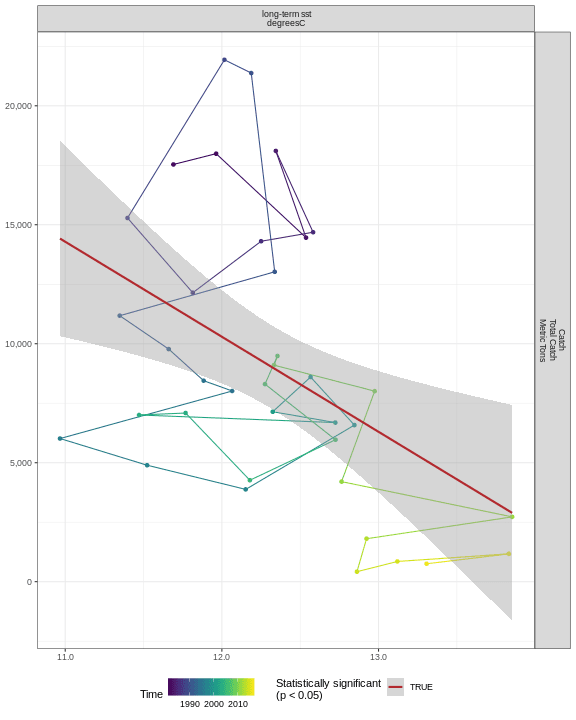 long-term sst
degreesC
20,000
15,000
10,000
5,000
0
Catch
Total Catch
Metric Tons
11.0 12.0 13.0
Time
1990 2000 2010
Statistically significant
(p < 0.05)
TRUE